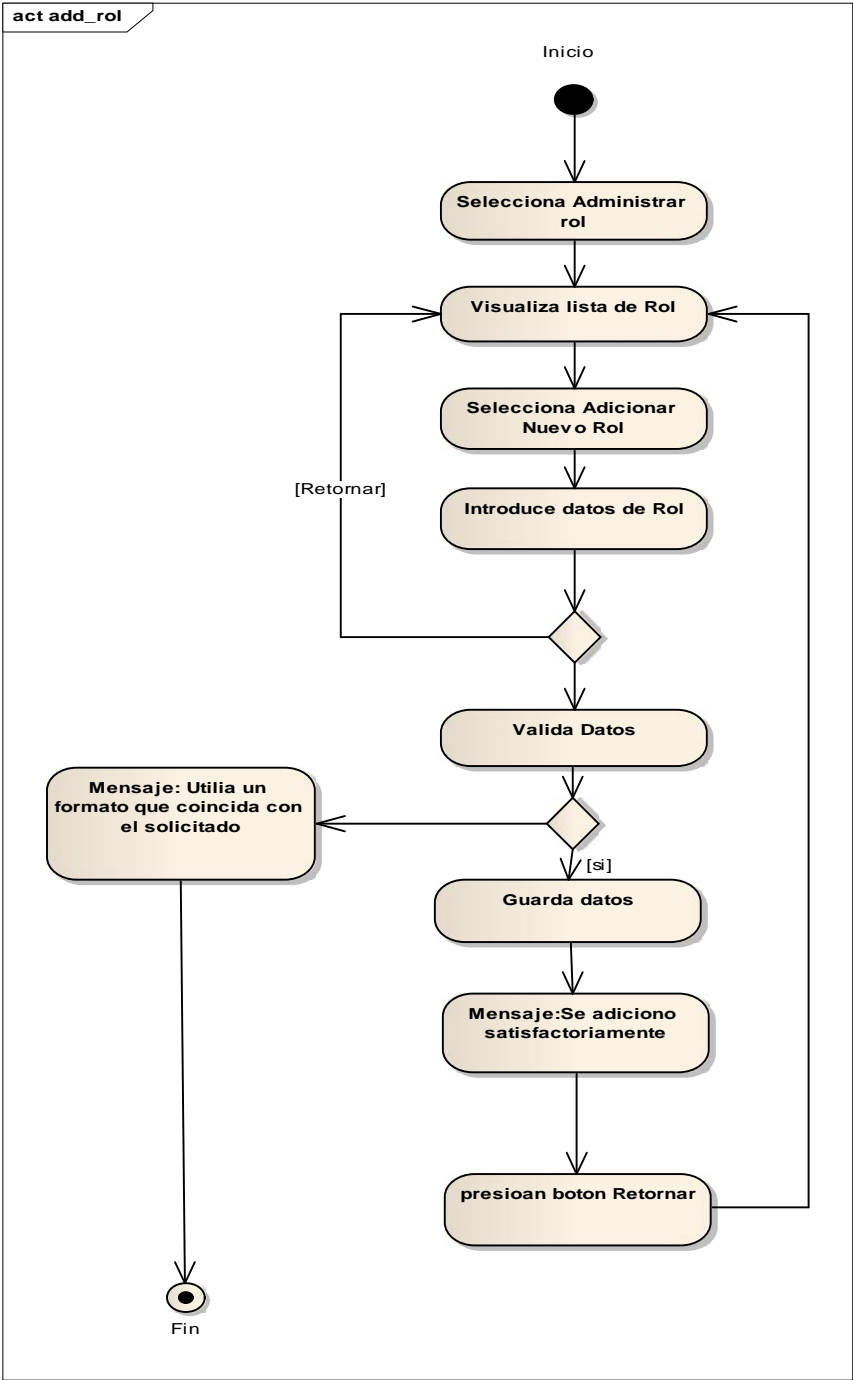 act add_rol
Inicio
Selecciona Administrar
rol
Visualiza lista de Rol
Selecciona Adicionar
Nuevo Rol
[Retornar]
Introduce datos de Rol
Valida Datos
Mensaje: Utilia un
formato que coincida con
el solicitado
[si]
Guarda datos
Mensaje:Se adiciono
satisfactoriamente
presioan boton Retornar
Fin